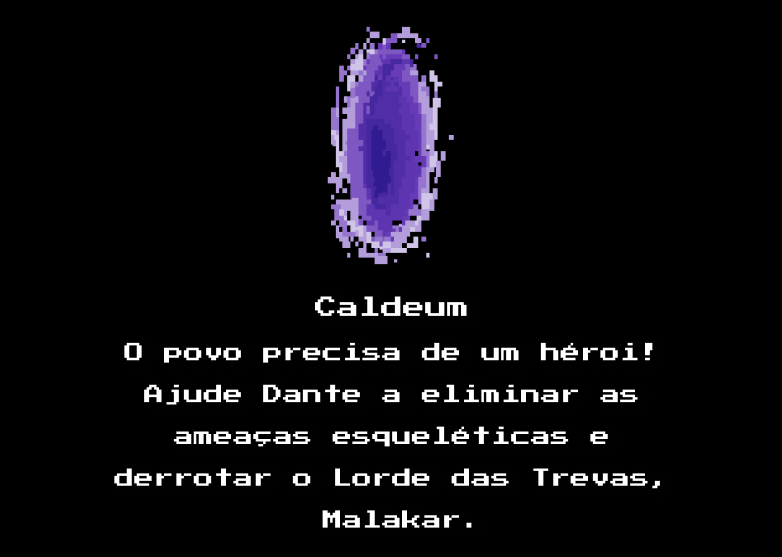 Caldeum
O povo precisa de um héroi!
Ajude Dante a eliminar as
ameaças esqueléticas e
derrotar o Lorde das Trevas,
Malakar.